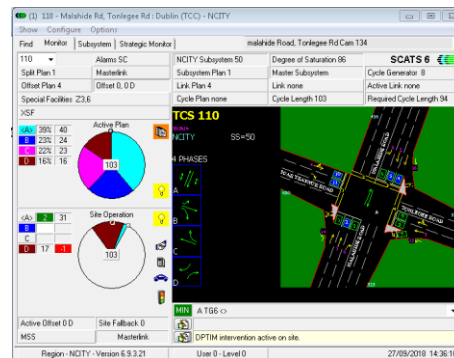 (1) 110 - Malahide Rd, Tonlegee Rd : Dublin (TCC) - NCITY
Show Configure Options
Find Monitor Subsystem Strategic Monitor malahide Road, Tonlegee Rd Cam 134
110 Alarms SC NCITY Subsystem 50 Degree of Saturation 86 SCATS 6
Split Plan 1 Masterlink Subsystem Plan 1 Master Subsystem Cycle Generator 8
Offset Plan 4 Offset 0, 0 D Link Plan 4 Link none Active Link none
Special Facilities Z3,6 Cycle Plan none Cycle Length 103 Required Cycle Length 94
XSF
Active Plan
<A> 39% 40
B 23% 24
C 22% 23
D 16% 16
103
TCS 110
NCITY SS=50
4 PHASES
A
B
C
D
MALAHIDE ROAD
TONLEGEE ROAD
MALAHIDE ROAD
Site Operation
<A> 2 31
B
C
D 17 -1
103
MIN A TG6 <>
Active Offset 0 D Site Fallback 0
MSS Masterlink
DPTIM intervention active on site.
Region - NCITY - Version 6.9.3.21 User 0 - Level 0 27/09/2018 14:36:1